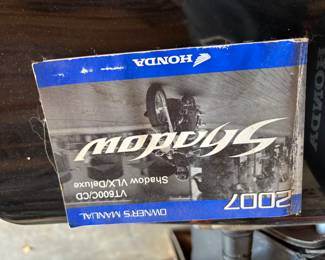 OWNER'S MANUAL
2007
VT600C/CD
Shadow VLX/Deluxe
Shadow
HONDA